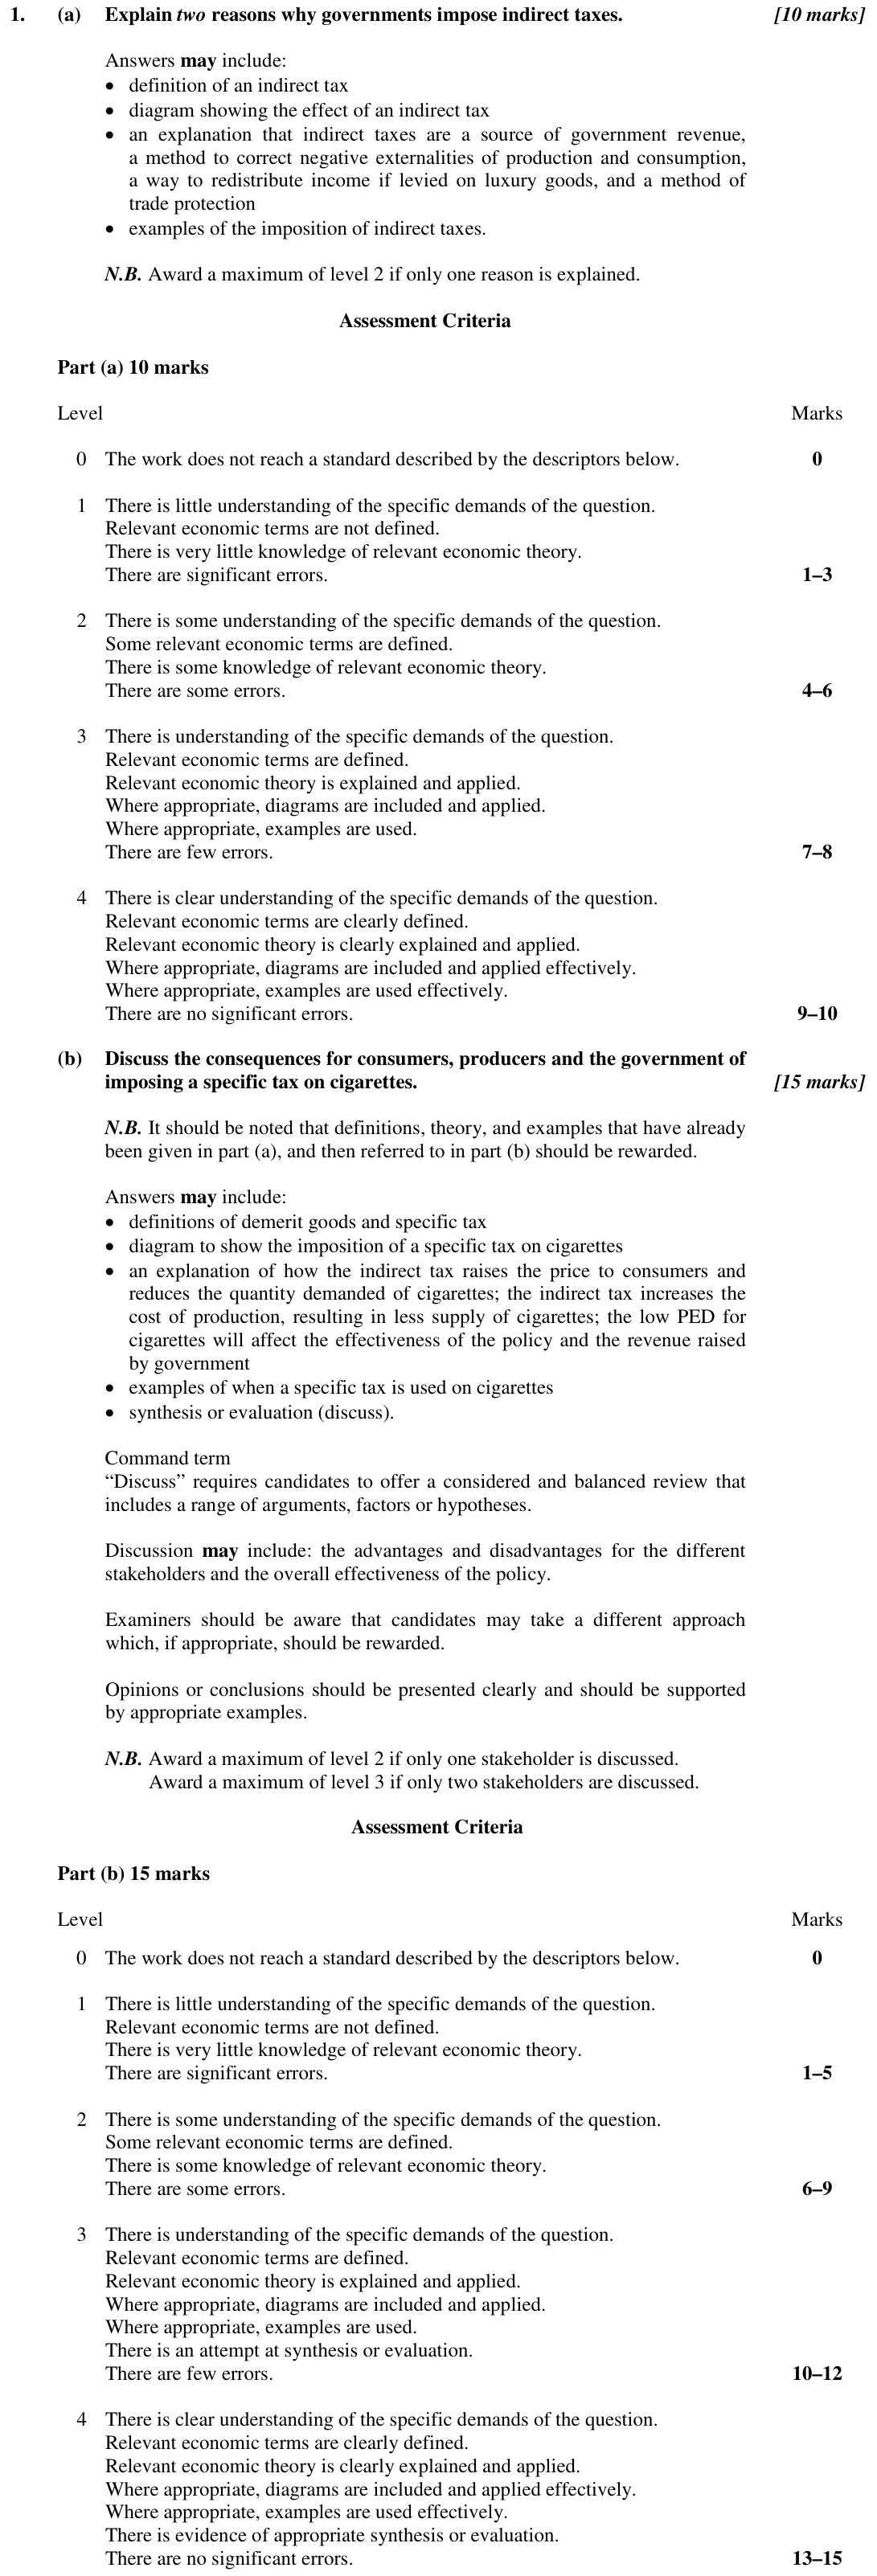 1. (a) Explain two reasons why governments impose indirect taxes. [10 marks]
Answers may include:
• definition of an indirect tax
• diagram showing the effect of an indirect tax
• an explanation that indirect taxes are a source of government revenue,
a method to correct negative externalities of production and consumption,
a way to redistribute income if levied on luxury goods, and a method of
trade protection
• examples of the imposition of indirect taxes.
N.B. Award a maximum of level 2 if only one reason is explained.
Assessment Criteria
Part (a) 10 marks
Level Marks
0 The work does not reach a standard described by the descriptors below. 0
1 There is little understanding of the specific demands of the question.
Relevant economic terms are not defined.
There is very little knowledge of relevant economic theory.
There are significant errors. 1–3
2 There is some understanding of the specific demands of the question.
Some relevant economic terms are defined.
There is some knowledge of relevant economic theory.
There are some errors. 4–6
3 There is understanding of the specific demands of the question.
Relevant economic terms are defined.
Relevant economic theory is explained and applied.
Where appropriate, diagrams are included and applied.
Where appropriate, examples are used.
There are few errors. 7–8
4 There is clear understanding of the specific demands of the question.
Relevant economic terms are clearly defined.
Relevant economic theory is clearly explained and applied.
Where appropriate, diagrams are included and applied effectively.
Where appropriate, examples are used effectively.
There are no significant errors. 9–10
(b) Discuss the consequences for consumers, producers and the government of
imposing a specific tax on cigarettes. [15 marks]
N.B. It should be noted that definitions, theory, and examples that have already
been given in part (a), and then referred to in part (b) should be rewarded.
Answers may include:
• definitions of demerit goods and specific tax
• diagram to show the imposition of a specific tax on cigarettes
• an explanation of how the indirect tax raises the price to consumers and
reduces the quantity demanded of cigarettes; the indirect tax increases the
cost of production, resulting in less supply of cigarettes; the low PED for
cigarettes will affect the effectiveness of the policy and the revenue raised
by government
• examples of when a specific tax is used on cigarettes
• synthesis or evaluation (discuss).
Command term
“Discuss” requires candidates to offer a considered and balanced review that
includes a range of arguments, factors or hypotheses.
Discussion may include: the advantages and disadvantages for the different
stakeholders and the overall effectiveness of the policy.
Examiners should be aware that candidates may take a different approach
which, if appropriate, should be rewarded.
Opinions or conclusions should be presented clearly and should be supported
by appropriate examples.
N.B. Award a maximum of level 2 if only one stakeholder is discussed.
Award a maximum of level 3 if only two stakeholders are discussed.
Assessment Criteria
Part (b) 15 marks
Level Marks
0 The work does not reach a standard described by the descriptors below. 0
1 There is little understanding of the specific demands of the question.
Relevant economic terms are not defined.
There is very little knowledge of relevant economic theory.
There are significant errors. 1–5
2 There is some understanding of the specific demands of the question.
Some relevant economic terms are defined.
There is some knowledge of relevant economic theory.
There are some errors. 6–9
3 There is understanding of the specific demands of the question.
Relevant economic terms are defined.
Relevant economic theory is explained and applied.
Where appropriate, diagrams are included and applied.
Where appropriate, examples are used.
There is an attempt at synthesis or evaluation.
There are few errors. 10–12
4 There is clear understanding of the specific demands of the question.
Relevant economic terms are clearly defined.
Relevant economic theory is clearly explained and applied.
Where appropriate, diagrams are included and applied effectively.
Where appropriate, examples are used effectively.
There is evidence of appropriate synthesis or evaluation.
There are no significant errors. 13–15